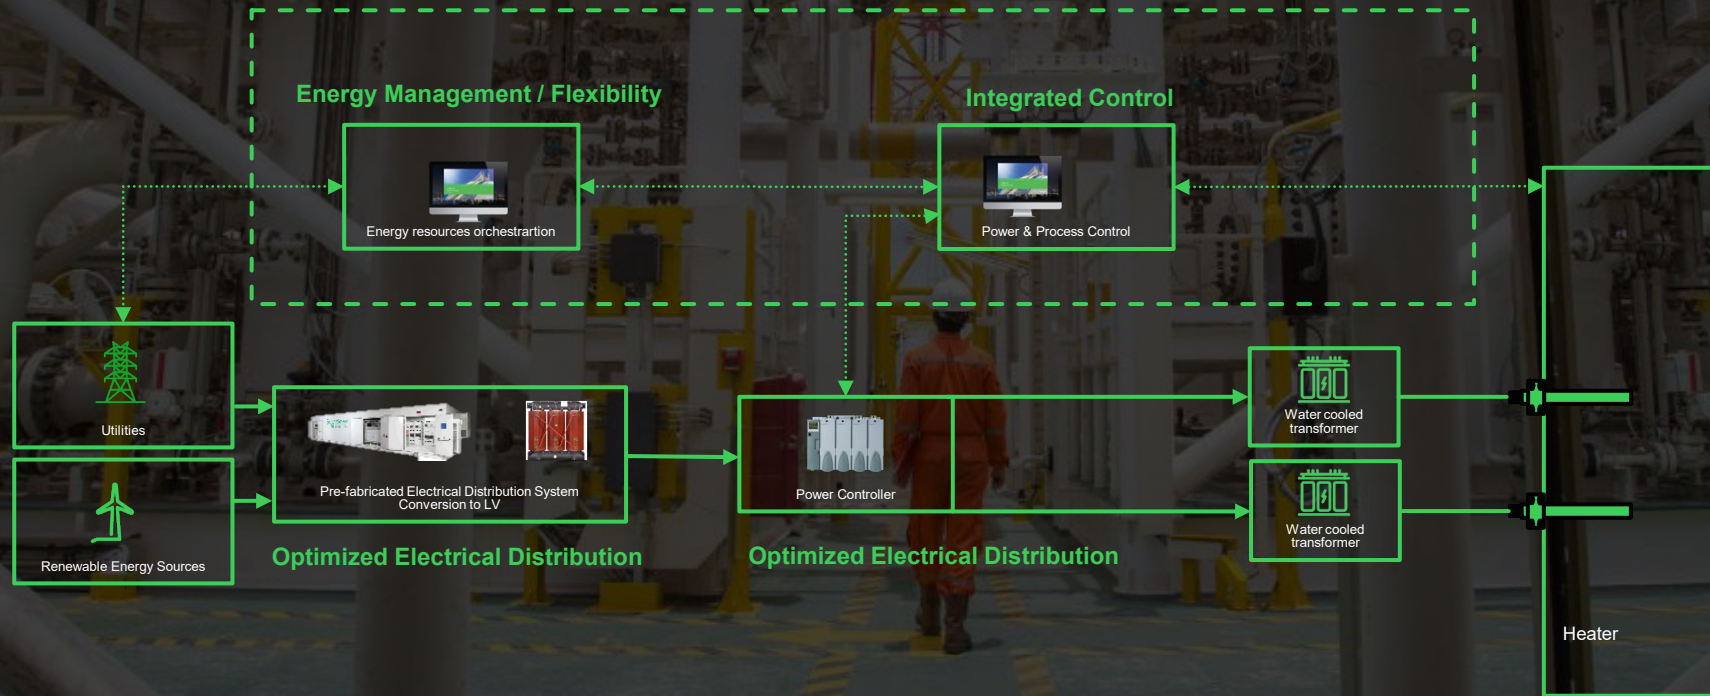 Energy Management / Flexibility
Integrated Control
Energy resources orchestrartion
Power & Process Control
Utilities
Renewable Energy Sources
Pre-fabricated Electrical Distribution System
Conversion to LV
Optimized Electrical Distribution
Power Controller
Optimized Electrical Distribution
Water cooled
transformer
Water cooled
transformer
Heater